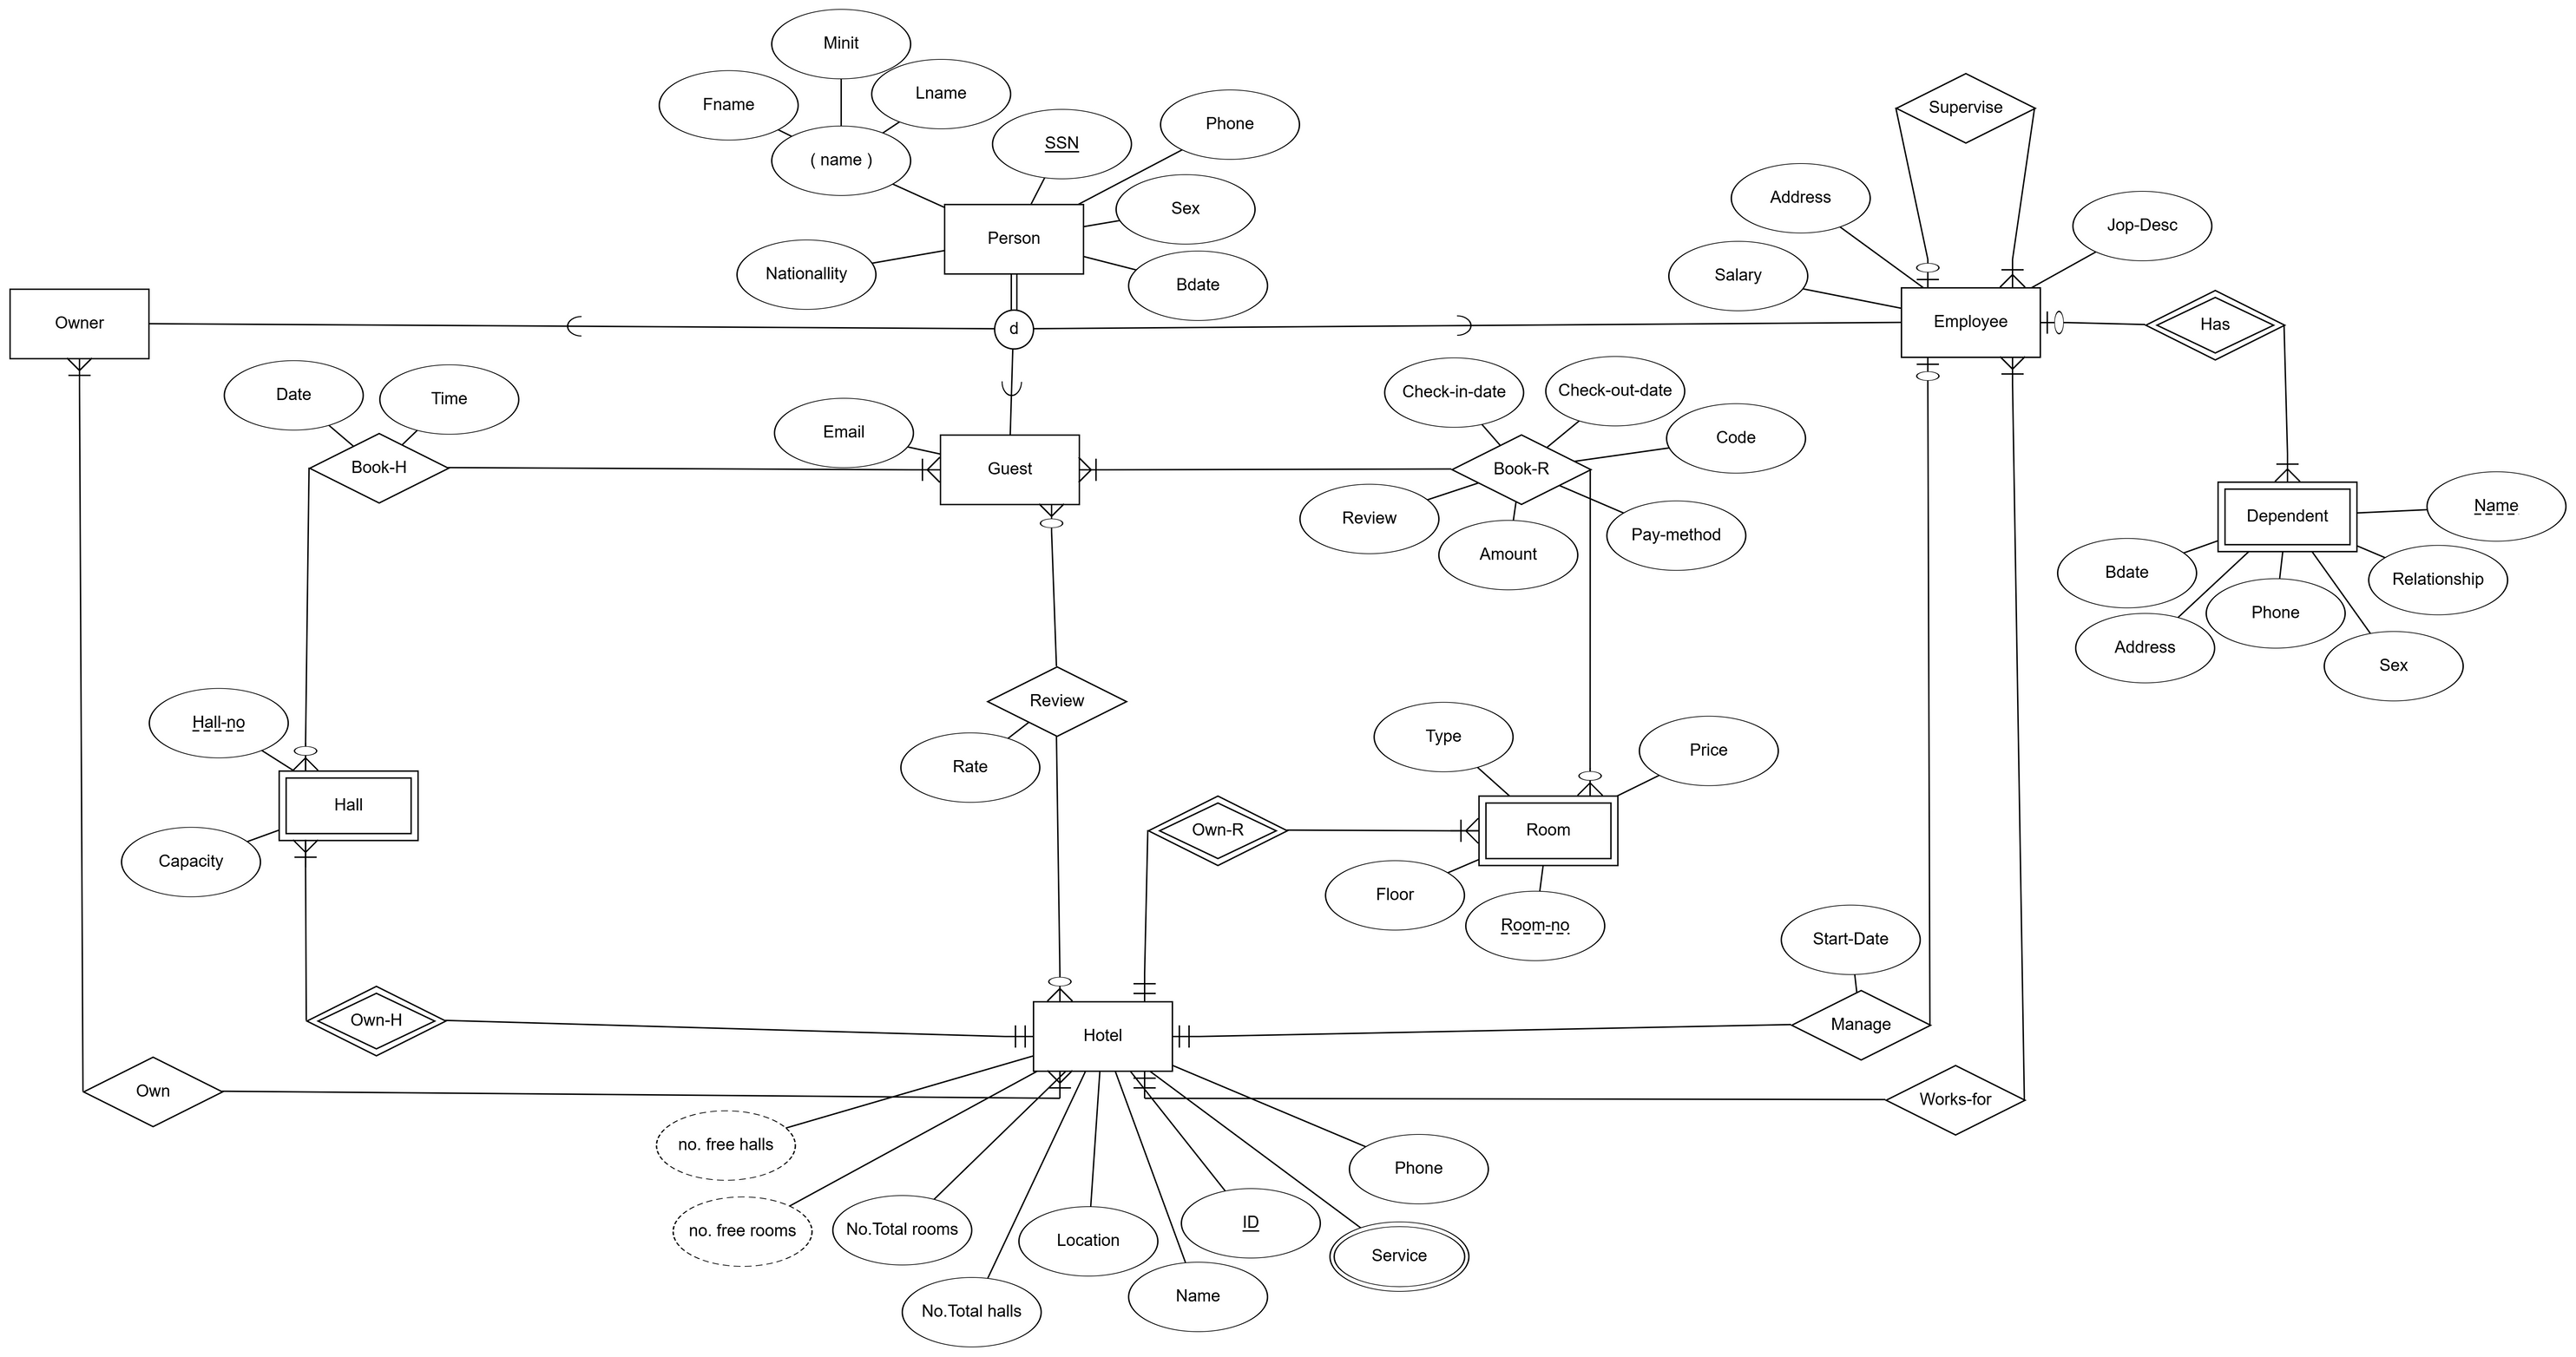 Minit
Fname
Lname
( name )
SSN
Phone
Sex
Person
Nationallity
Bdate
Supervise
Address
Jop-Desc
Salary
Owner
d
Employee
Has
Date
Time
Email
Check-in-date
Check-out-date
Code
Book-H
Guest
Book-R
Review
Amount
Pay-method
Dependent
Name
Bdate
Relationship
Phone
Address
Sex
Review
Rate
Hall-no
Hall
Capacity
Type
Price
Own-R
Room
Floor
Room-no
Start-Date
Own-H
Hotel
Manage
Own
Works-for
no. free halls
no. free rooms
No.Total rooms
No.Total halls
Location
Name
ID
Service
Phone